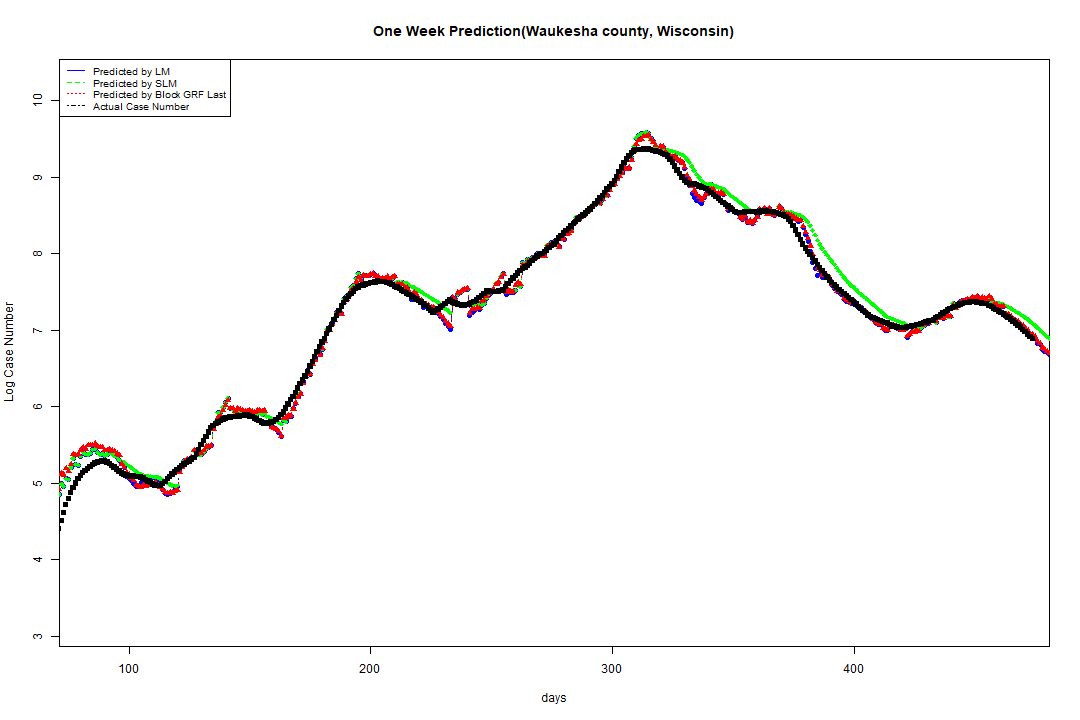 One Week Prediction(Waukesha county, Wisconsin)
Predicted by LM
Predicted by SLM
Predicted by Block GRF Last
Actual Case Number
10
9
8
7
6
5
4
3
Log Case Number
100 200 300 400
days